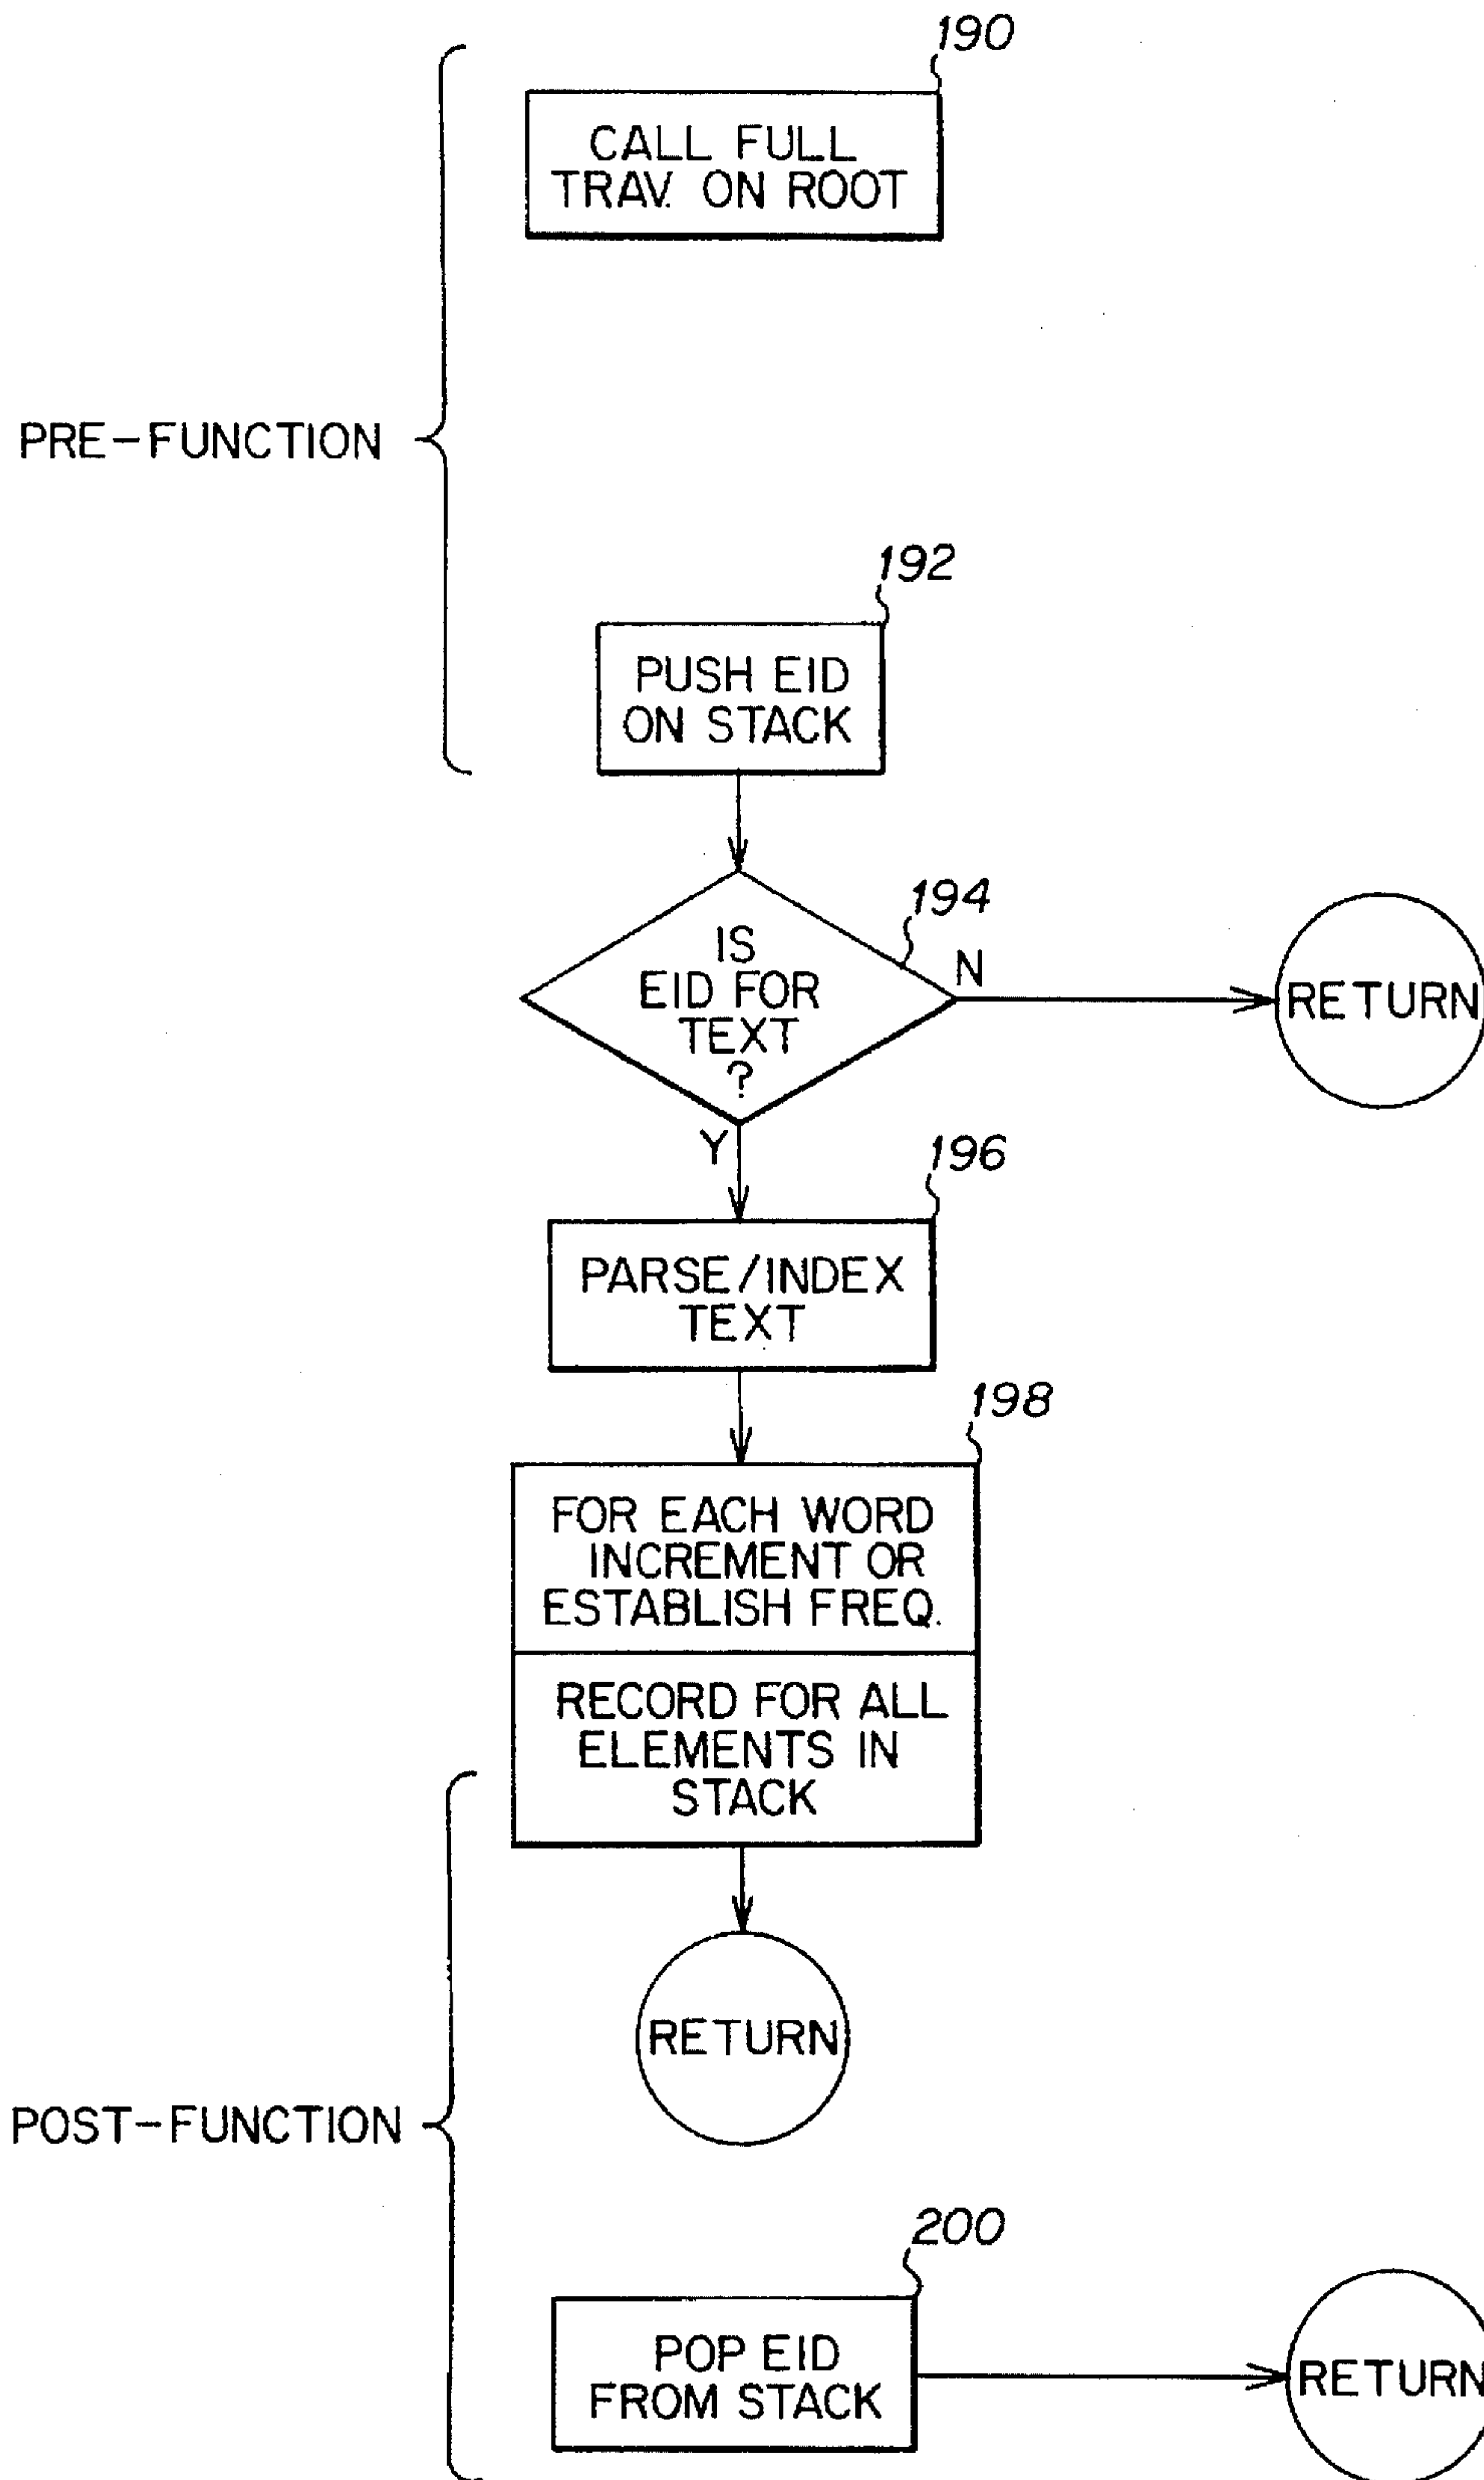 190
CALL FULL
TRAV. ON ROOT
PRE-FUNCTION
192
PUSH EID
ON STACK
194
IS
EID FOR
TEXT
?
N
RETURN
Y
196
PARSE/INDEX
TEXT
198
FOR EACH WORD
INCREMENT OR
ESTABLISH FREQ.
RECORD FOR ALL
ELEMENTS IN
STACK
RETURN
POST-FUNCTION
200
POP EID
FROM STACK
RETURN